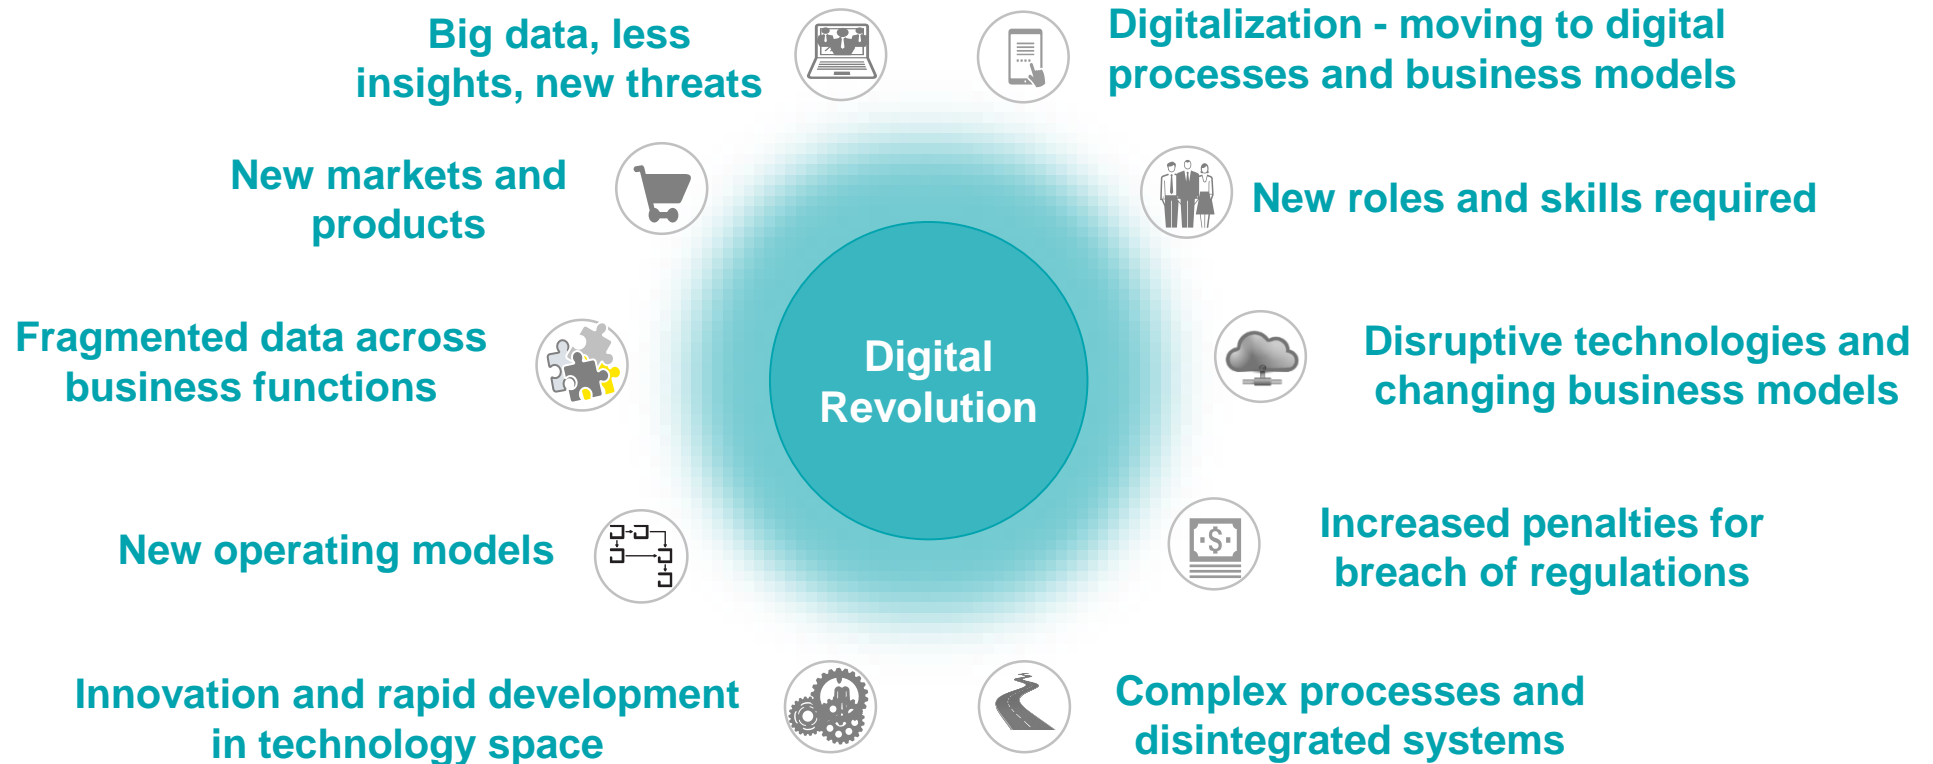 Big data, less
insights, new threats
Digitalization - moving to digital
processes and business models
New markets and
products
New roles and skills required
Fragmented data across
business functions
Digital
Revolution
Disruptive technologies and
changing business models
New operating models
$
Increased penalties for
breach of regulations
Innovation and rapid development
in technology space
Complex processes and
disintegrated systems